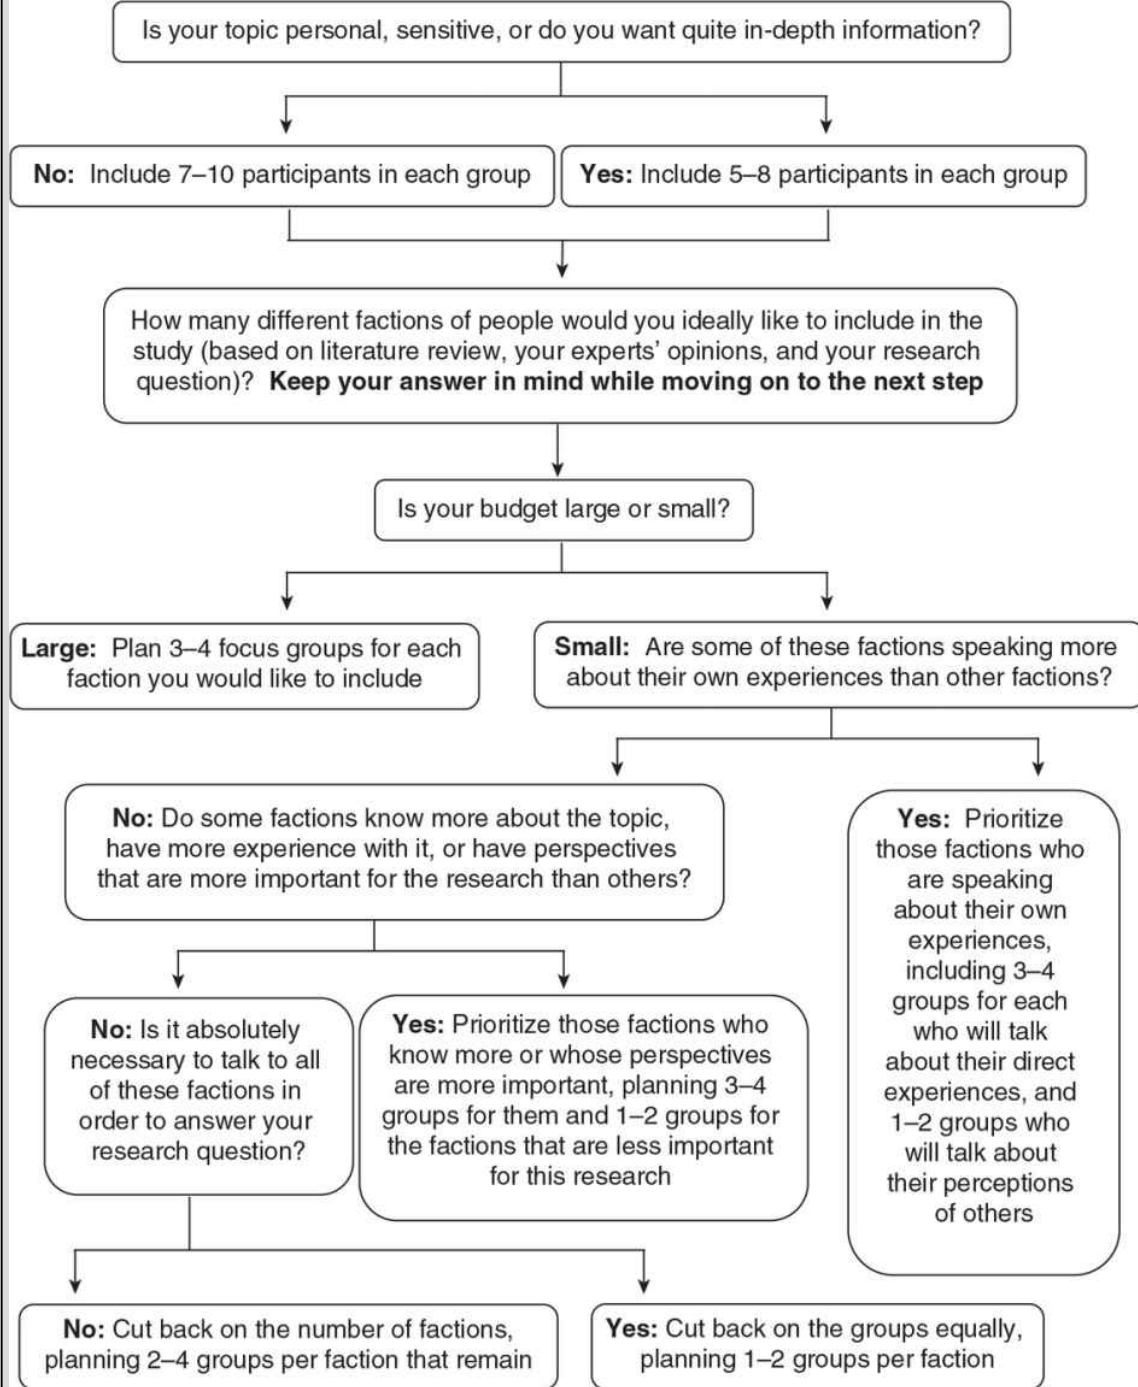 Is your topic personal, sensitive, or do you want quite in-depth information?
No: Include 7–10 participants in each group
Yes: Include 5–8 participants in each group
How many different factions of people would you ideally like to include in the
study (based on literature review, your experts' opinions, and your research
question)? Keep your answer in mind while moving on to the next step
Is your budget large or small?
Large: Plan 3–4 focus groups for each
faction you would like to include
Small: Are some of these factions speaking more
about their own experiences than other factions?
No: Do some factions know more about the topic,
have more experience with it, or have perspectives
that are more important for the research than others?
Yes: Prioritize
those factions who
are speaking
about their own
experiences,
including 3–4
groups for each
who will talk
about their direct
experiences, and
1–2 groups who
will talk about
their perceptions
of others
No: Is it absolutely
necessary to talk to all
of these factions in
order to answer your
research question?
Yes: Prioritize those factions who
know more or whose perspectives
are more important, planning 3–4
groups for them and 1–2 groups for
the factions that are less important
for this research
No: Cut back on the number of factions,
planning 2–4 groups per faction that remain
Yes: Cut back on the groups equally,
planning 1–2 groups per faction